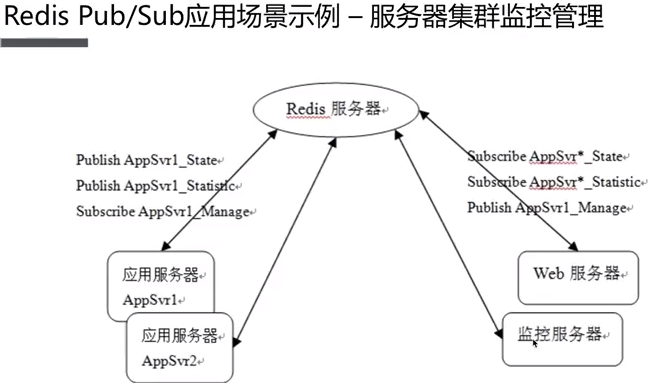 Redis Pub/Sub应用场景示例 – 服务器集群监控管理
Redis 服务器
Publish AppSvr1_State
Publish AppSvr1_Statistic
Subscribe AppSvr1_Manage
Subscribe AppSvr*_State
Subscribe AppSvr*_Statistic
Publish AppSvr1_Manage
应用服务器
AppSvr1
应用服务器
AppSvr2
Web 服务器
监控服务器